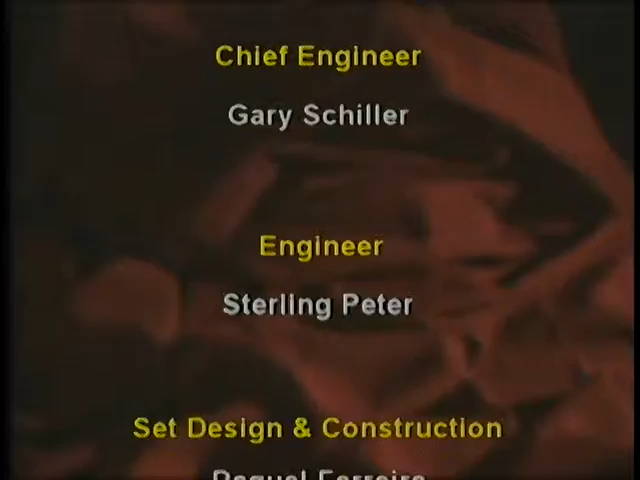 Chief Engineer
Gary Schiller
Engineer
Sterling Peter
Set Design & Construction